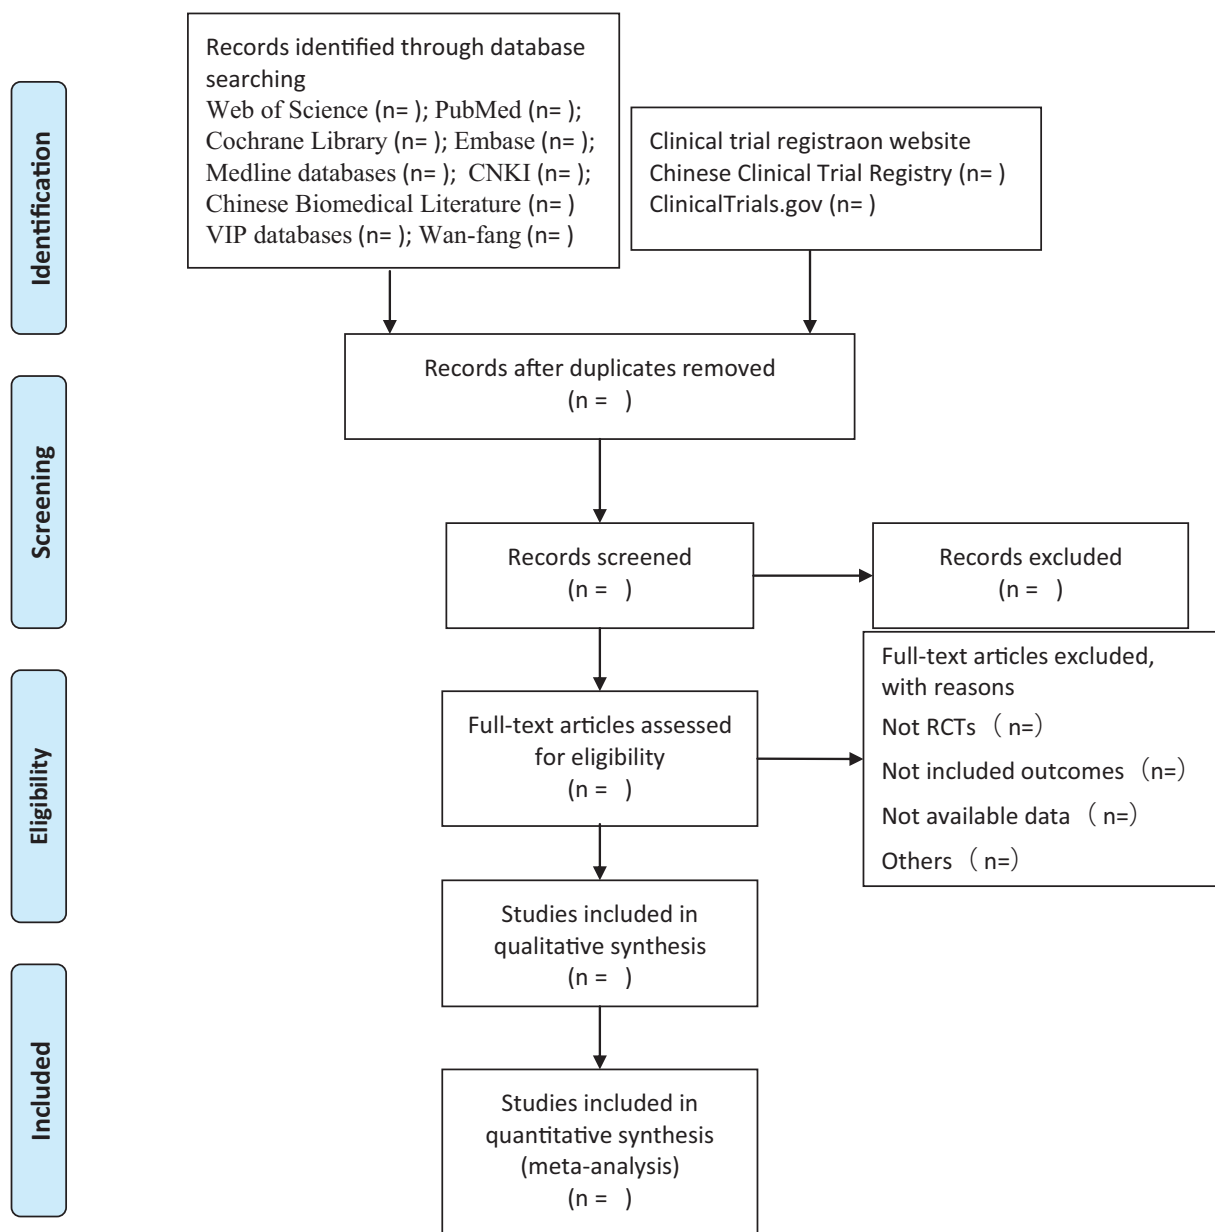 Identification
Records identified through database
searching
Web of Science (n= ); PubMed (n= );
Cochrane Library (n= ); Embase (n= );
Medline databases (n= ); CNKI (n= );
Chinese Biomedical Literature (n= )
VIP databases (n= ); Wan-fang (n= )
Clinical trial registraon website
Chinese Clinical Trial Registry (n= )
ClinicalTrials.gov (n= )
Records after duplicates removed
(n = )
Screening
Records screened
(n = )
Records excluded
(n = )
Eligibility
Full-text articles assessed
for eligibility
(n = )
Full-text articles excluded,
with reasons
Not RCTs （ n=）
Not included outcomes （n=）
Not available data （ n=）
Others （ n=）
Studies included in
qualitative synthesis
(n = )
Included
Studies included in
quantitative synthesis
(meta-analysis)
(n = )